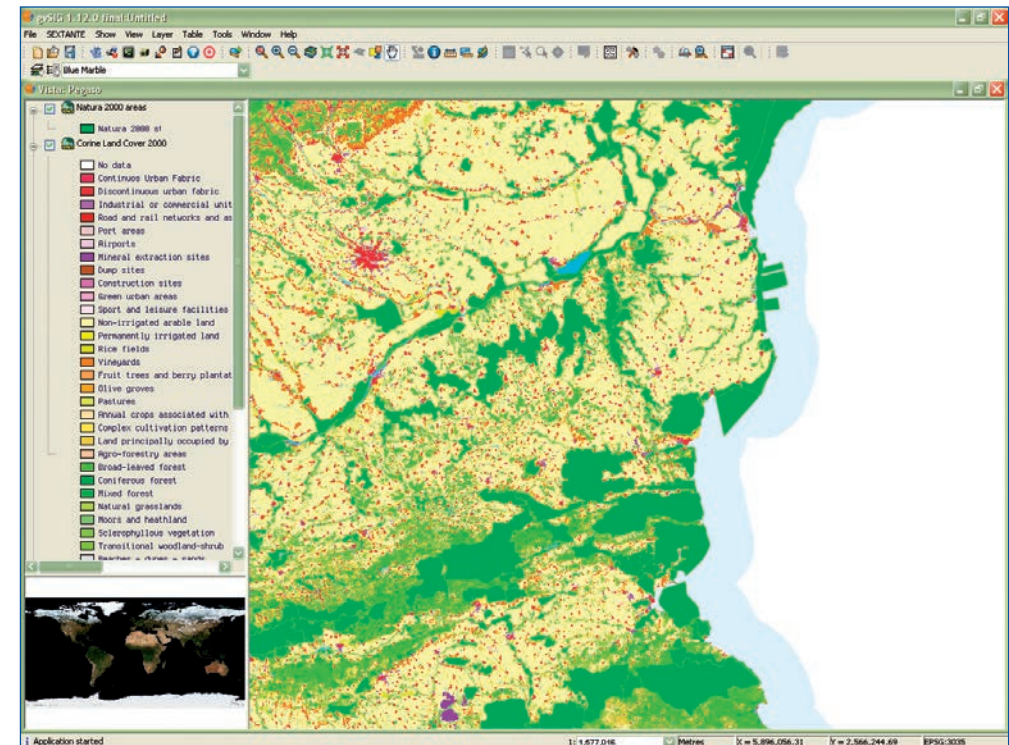 gvSIG 1.12.0 final:Untitled
File SEXTANTE Show View Layer Table Tools Window Help
Blue Marble
Vista: Pegaso
Natura 2000 areas
Natura 2000 si
Corine Land Cover 2000
No data
Continuos Urban Fabric
Discontinuous urban fabric
Industrial or commercial unit
Road and rail networks and as
Port areas
Airports
Mineral extraction sites
Dump sites
Construction sites
Green urban areas
Sport and leisure facilities
Non-irrigated arable land
Permanently irrigated land
Rice fields
Vineyards
Fruit trees and berry plantat
Olive groves
Pastures
Annual crops associated with
Complex cultivation patterns
Land principally occupied by
Agro-forestry areas
Broad-leaved forest
Coniferous forest
Mixed forest
Natural grasslands
Moors and heathland
Sclerophyllous vegetation
Transitional woodland-shrub
Beaches - dunes - sands
Application started 1: 1.677.016 Metres X = 5.896.056.31 Y = 2.566.244.69 EPSG:3035